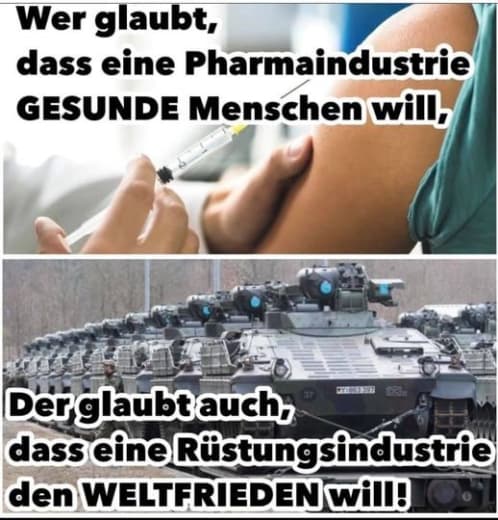 Wer glaubt,
dass eine Pharmaindustrie
GESUNDE Menschen will,
Der glaubt auch,
dass eine Rüstungsindustrie
den WELTFRIEDEN will!